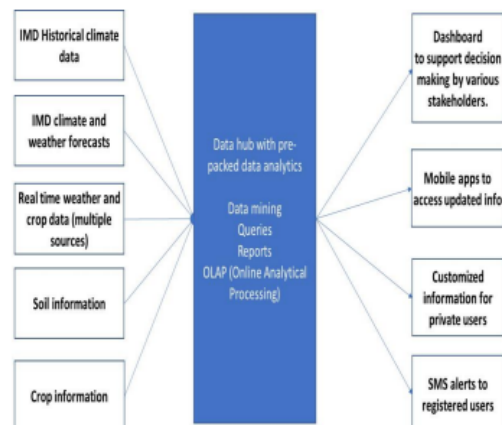 IMD Historical climate
data
IMD climate and
weather forecasts
Real time weather and
crop data (multiple
sources)
Soil information
Crop information
Data hub with pre-
packed data analytics
Data mining
Queries
Reports
OLAP (Online Analytical
Processing)
Dashboard
to support decision
making by various
stakeholders.
Mobile apps to
access updated info
Customized
information for
private users
SMS alerts to
registered users